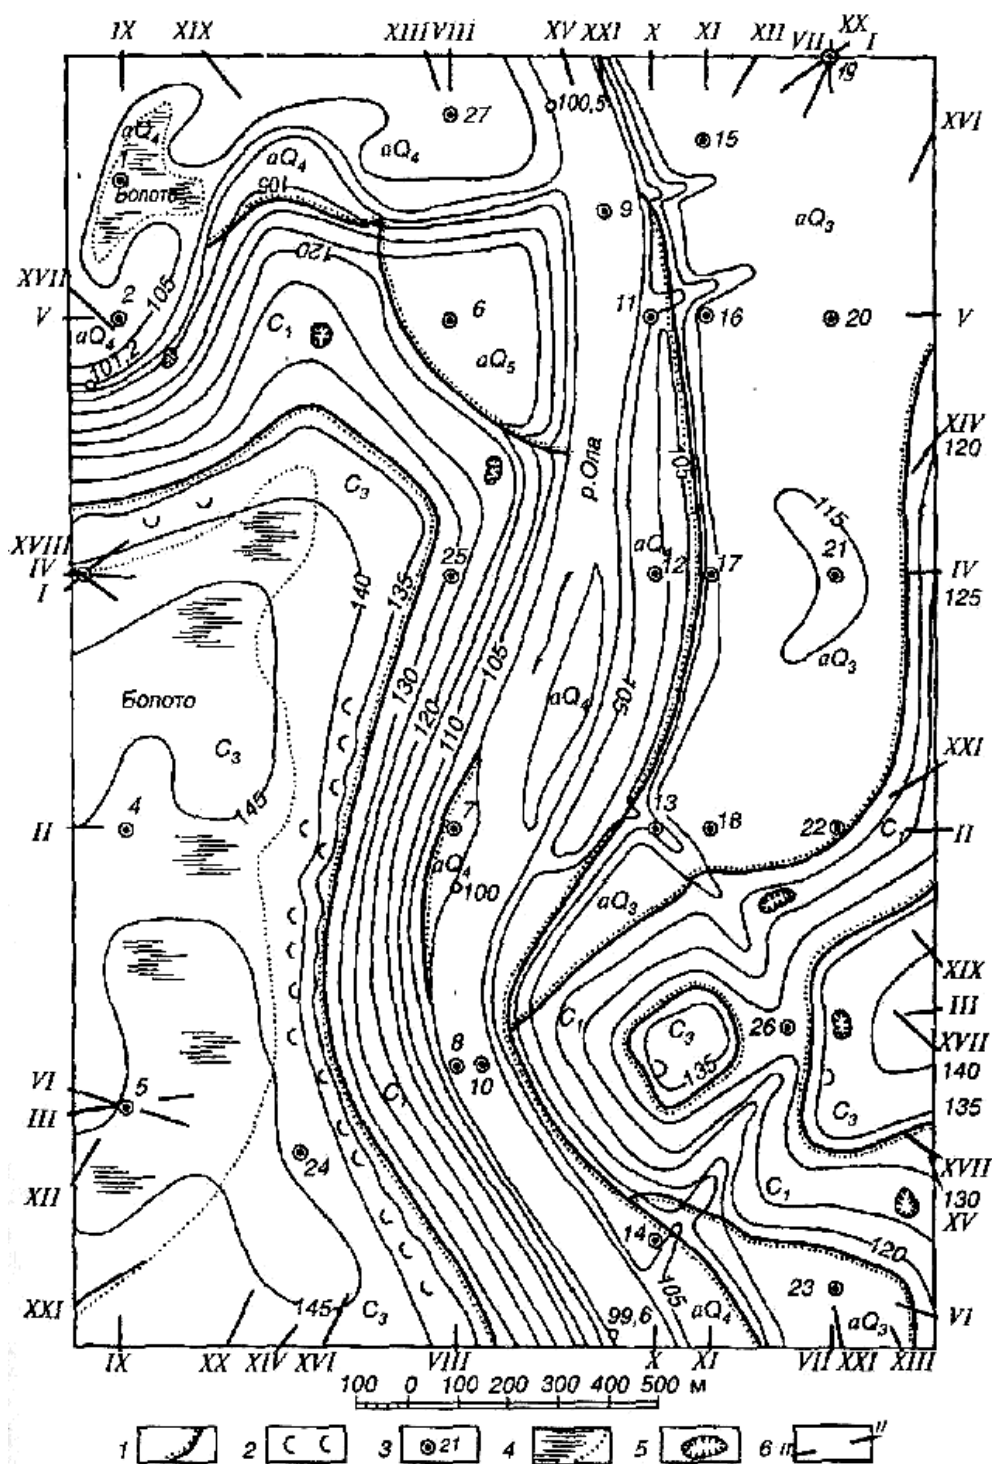 IX XIX XIII VIII XV XXI X XI XII VII XX I
19
100,5
27
15
XVI
aQ₄
aQ₄
aQ₄
1
Болото
105
9
aQ₃
XVII
V
2
105
120
6
11
16
20
V
aQ₄
101,2
C₁
aQ₅
р.Опа
XIV
120
C₃
105
115
XVIII
IV
I
25
aQ₄
12
17
21
IV
125
140
135
aQ₃
Болото
130
120
110
105
aQ₄
105
C₃
XXI
145
4
7
13
18
22
C₁
II
II
aQ₄
100
aQ₃
XIX
III
C₁
C₃
26
XVII
8
10
135
140
VI
5
C₁
C₃
135
III
24
XVII
XII
C₁
130
14
XV
120
23
XXI
145
C₃
99,6
105
aQ₄
aQ₃
VI
IX XX XIV XVI VIII X XI VII XXI XIII
100 0 100 200 300 400 500 м
1 2 3 21 4 5 6 II II